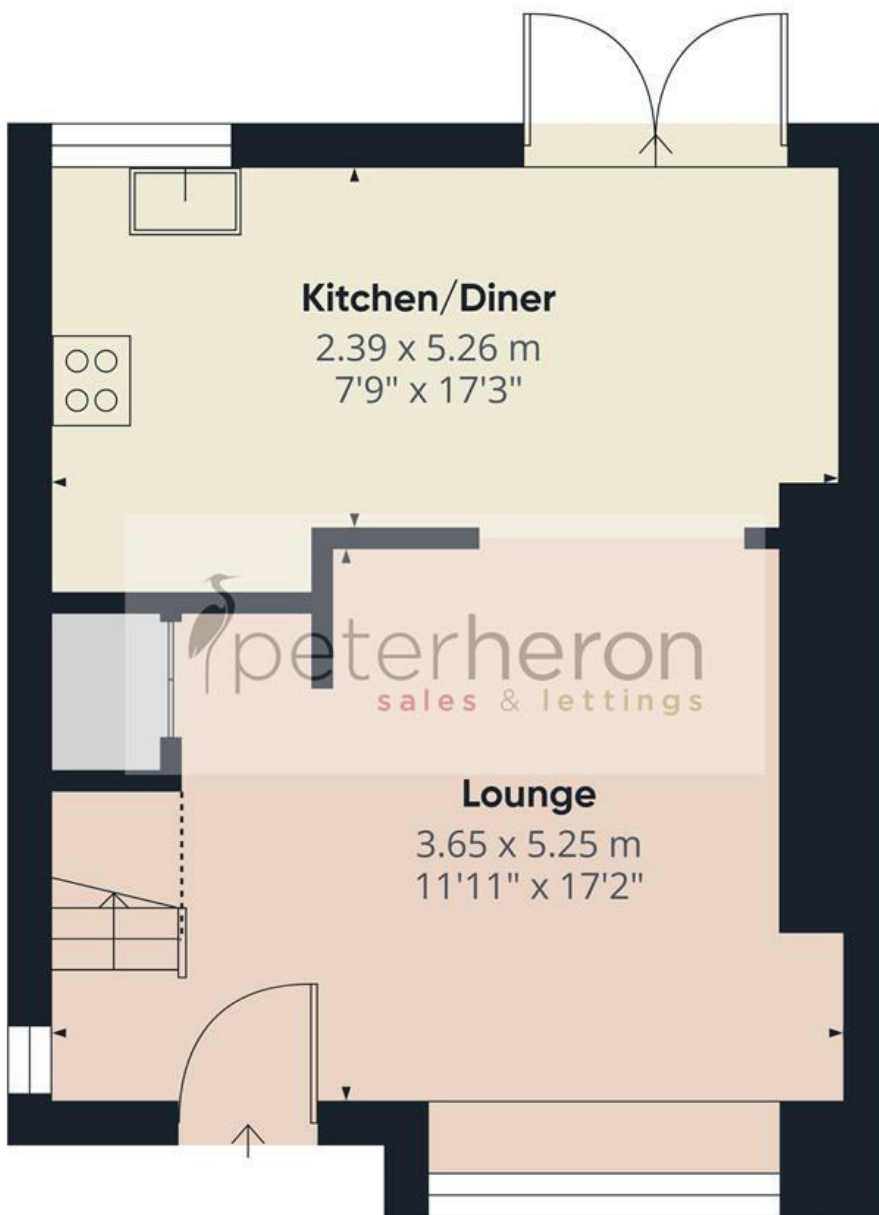 Kitchen/Diner
2.39 x 5.26 m
7'9" x 17'3"
peterheron
sales & lettings
Lounge
3.65 x 5.25 m
11'11" x 17'2"